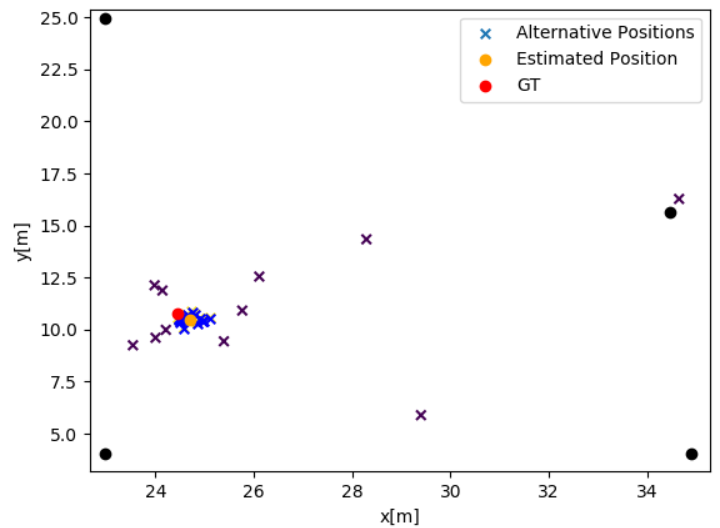 25.0
22.5
20.0
17.5
15.0
12.5
10.0
7.5
5.0
y[m]
Alternative Positions
Estimated Position
GT
24 26 28 30 32 34
x[m]